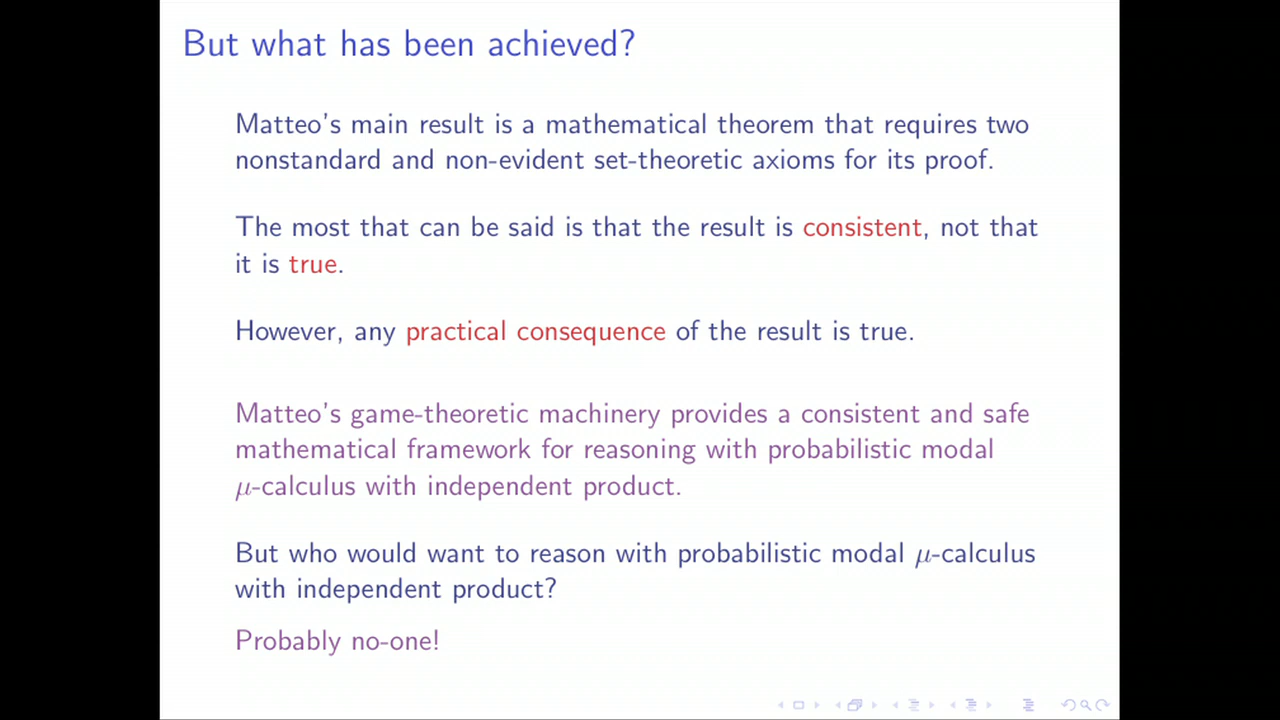 But what has been achieved?
Matteo's main result is a mathematical theorem that requires two
nonstandard and non-evident set-theoretic axioms for its proof.
The most that can be said is that the result is consistent, not that
it is true.
However, any practical consequence of the result is true.
Matteo's game-theoretic machinery provides a consistent and safe
mathematical framework for reasoning with probabilistic modal
μ-calculus with independent product.
But who would want to reason with probabilistic modal μ-calculus
with independent product?
Probably no-one!